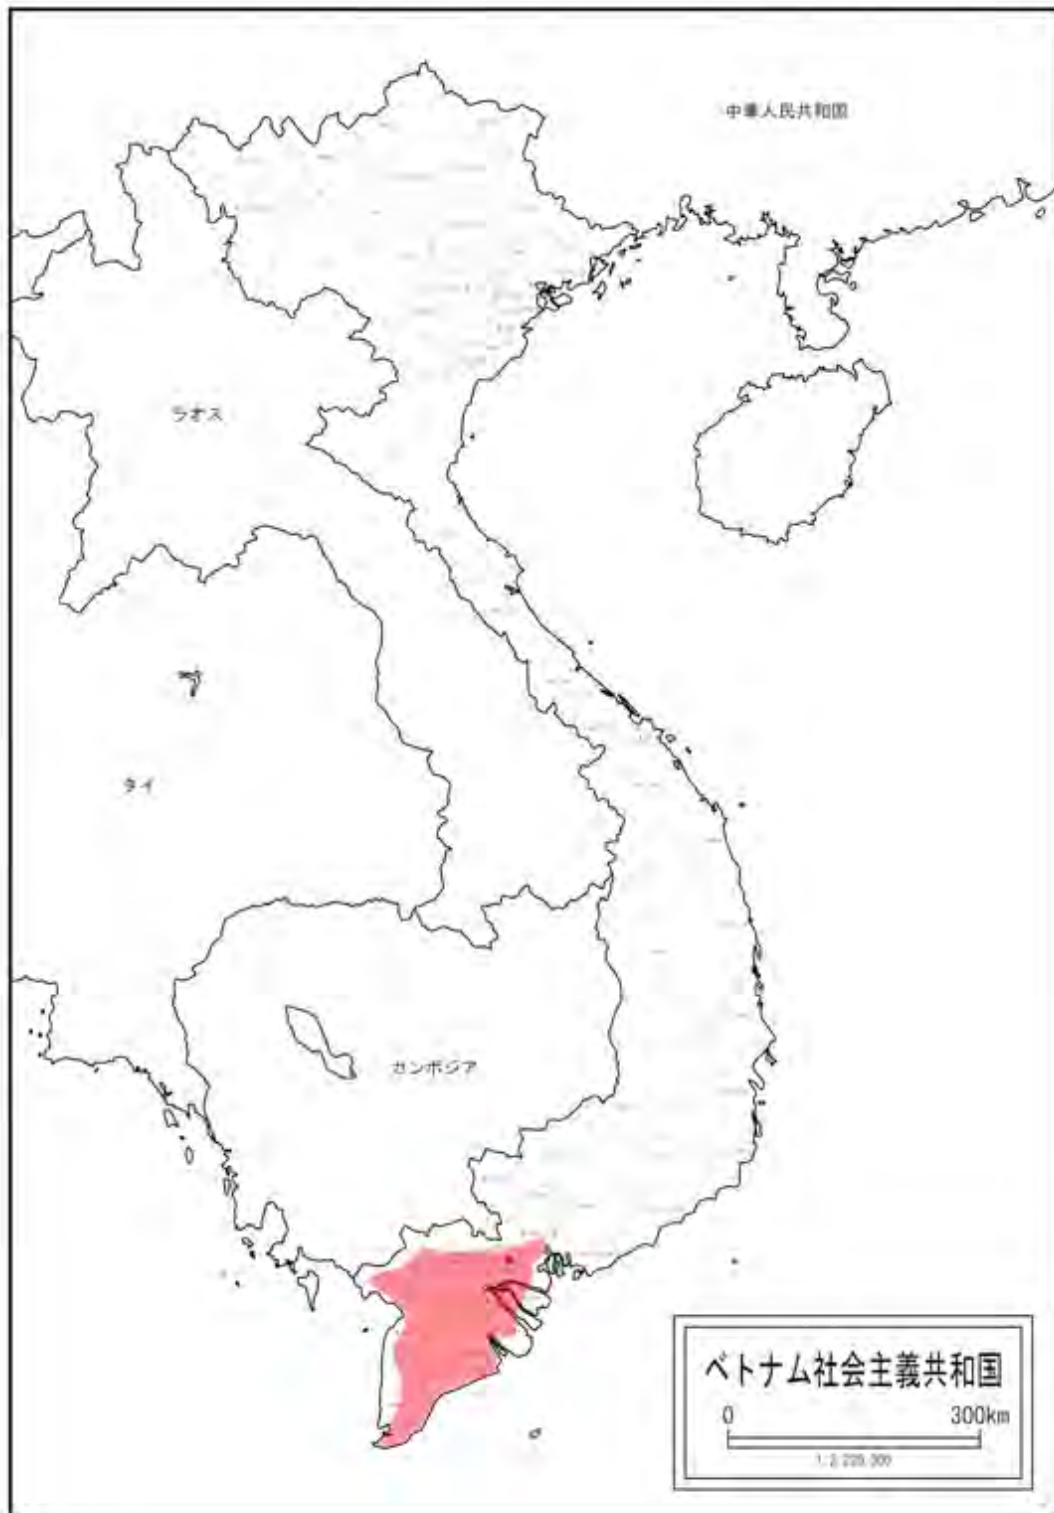 中華人民共和国
ラオス
タイ
カンボジア
ベトナム社会主義共和国
0 300km